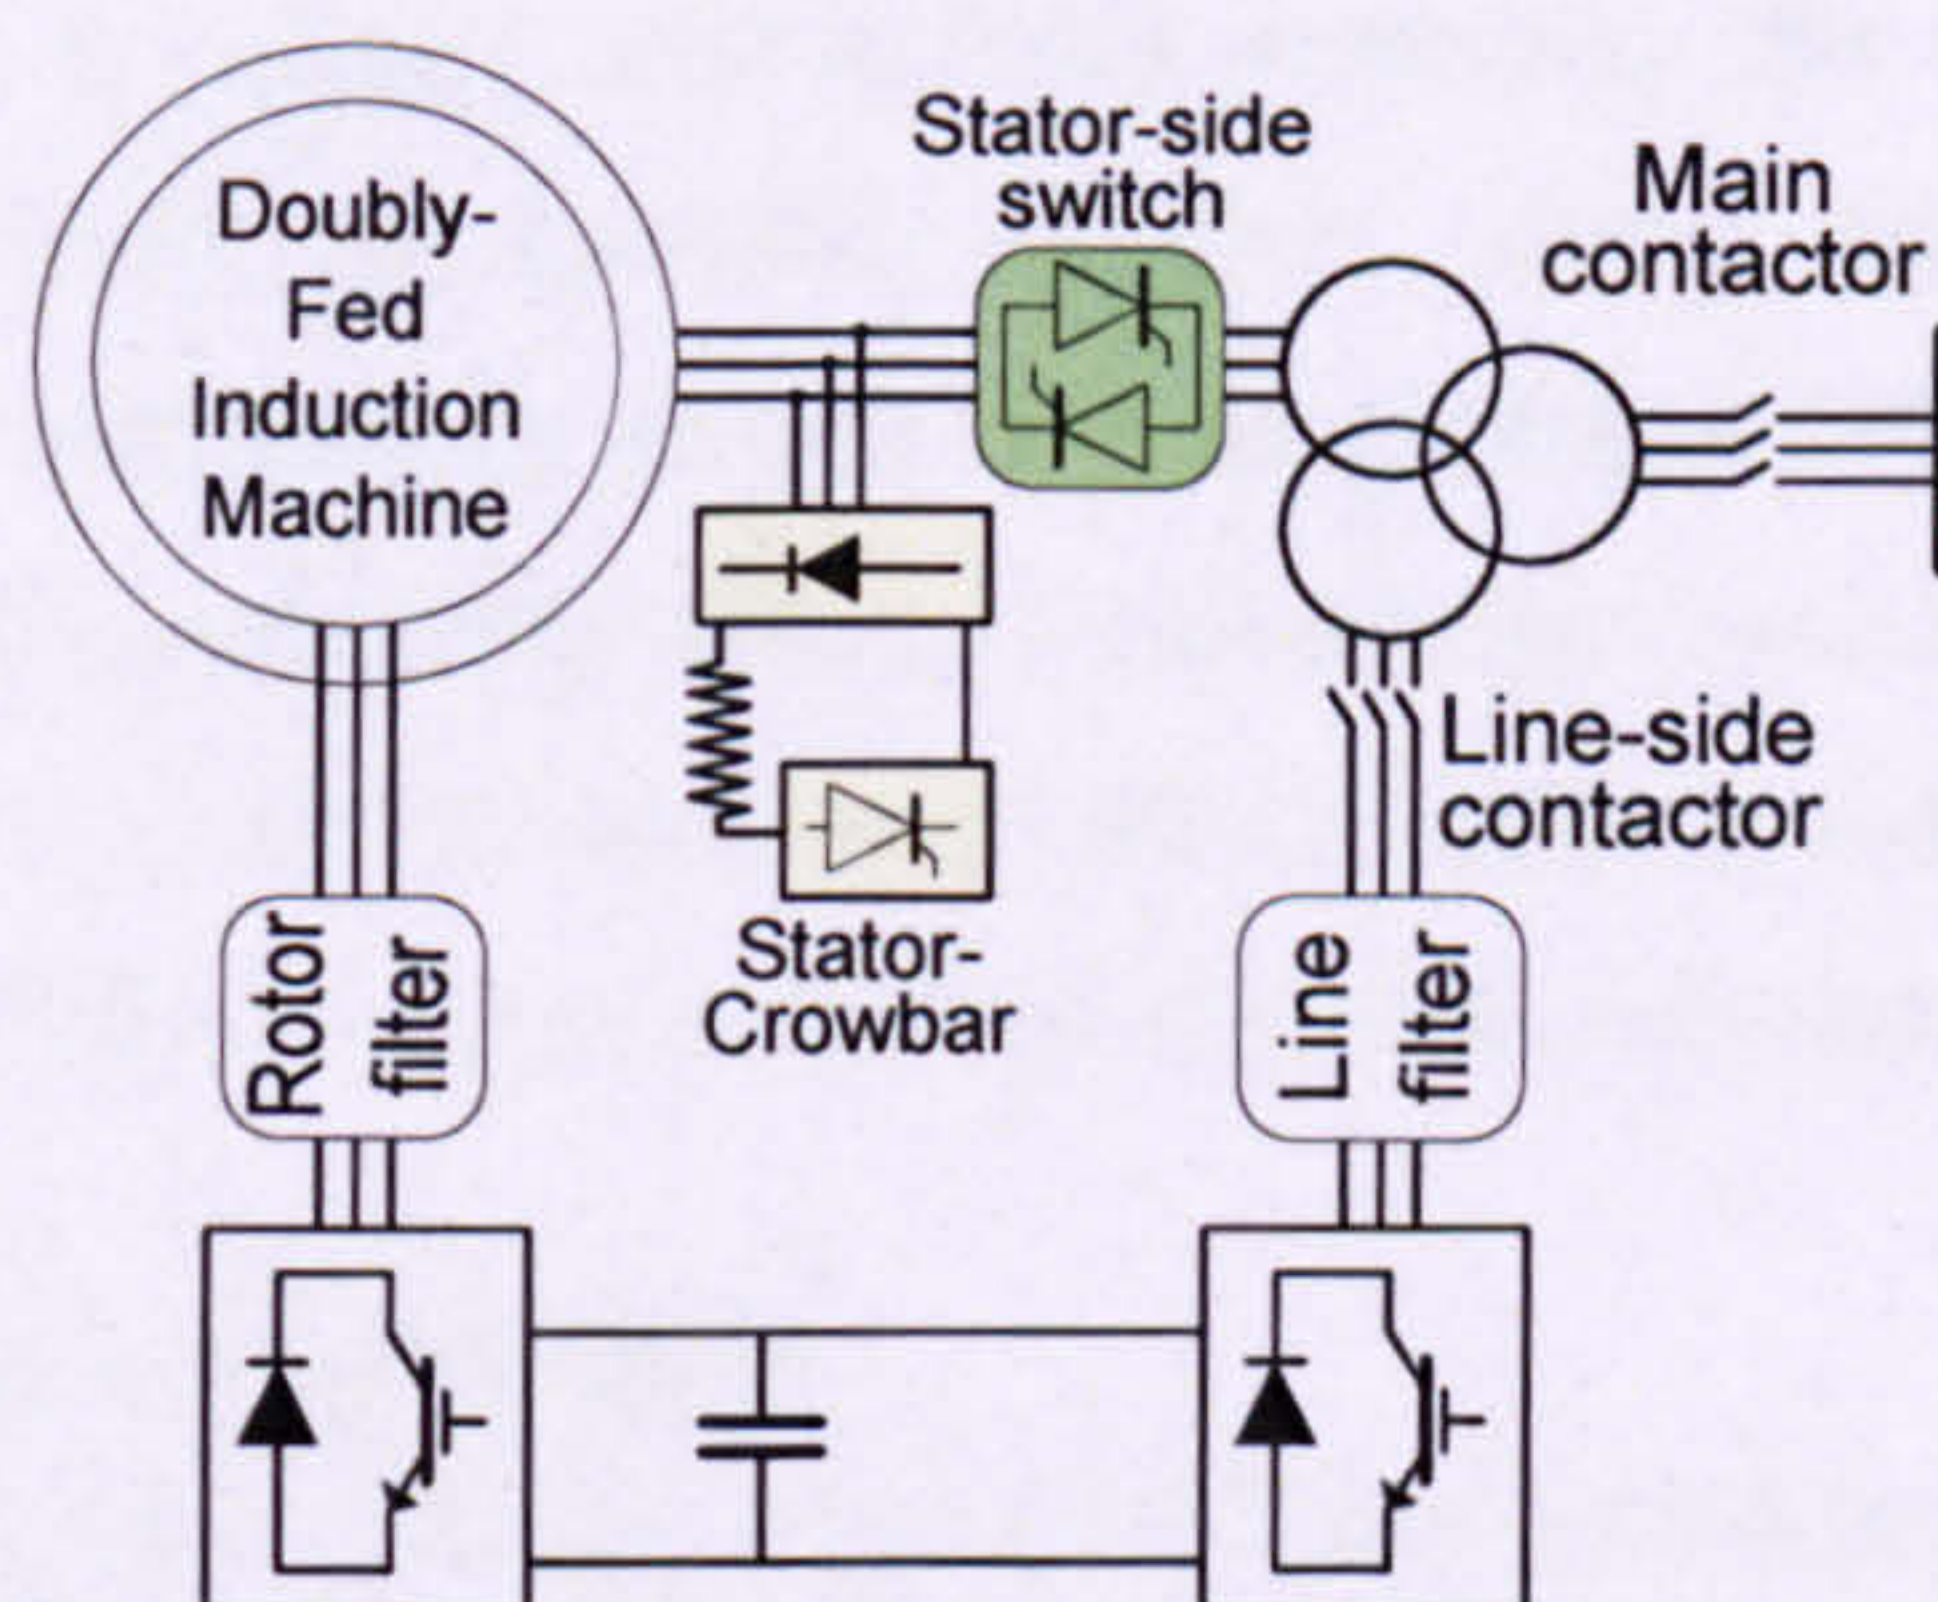 Doubly-
Fed
Induction
Machine
Stator-side
switch
Main
contactor
Line-side
contactor
Stator-
Crowbar
Rotor
filter
Line
filter